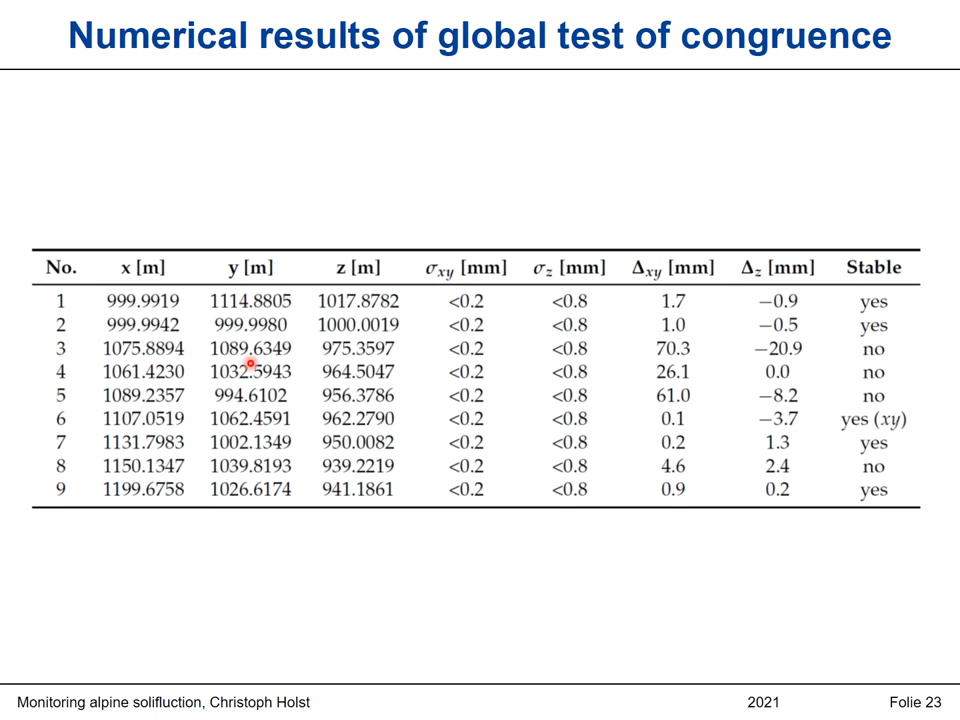 Numerical results of global test of congruence
No. x [m] y [m] z [m] σxy [mm] σz [mm] Δxy [mm] Δz [mm] Stable
1 999.9919 1114.8805 1017.8782 <0.2 <0.8 1.7 −0.9 yes
2 999.9942 999.9980 1000.0019 <0.2 <0.8 1.0 −0.5 yes
3 1075.8894 1089.6349 975.3597 <0.2 <0.8 70.3 −20.9 no
4 1061.4230 1032.5943 964.5047 <0.2 <0.8 26.1 0.0 no
5 1089.2357 994.6102 956.3786 <0.2 <0.8 61.0 −8.2 no
6 1107.0519 1062.4591 962.2790 <0.2 <0.8 0.1 −3.7 yes (xy)
7 1131.7983 1002.1349 950.0082 <0.2 <0.8 0.2 1.3 yes
8 1150.1347 1039.8193 939.2219 <0.2 <0.8 4.6 2.4 no
9 1199.6758 1026.6174 941.1861 <0.2 <0.8 0.9 0.2 yes
Monitoring alpine solifluction, Christoph Holst 2021 Folie 23